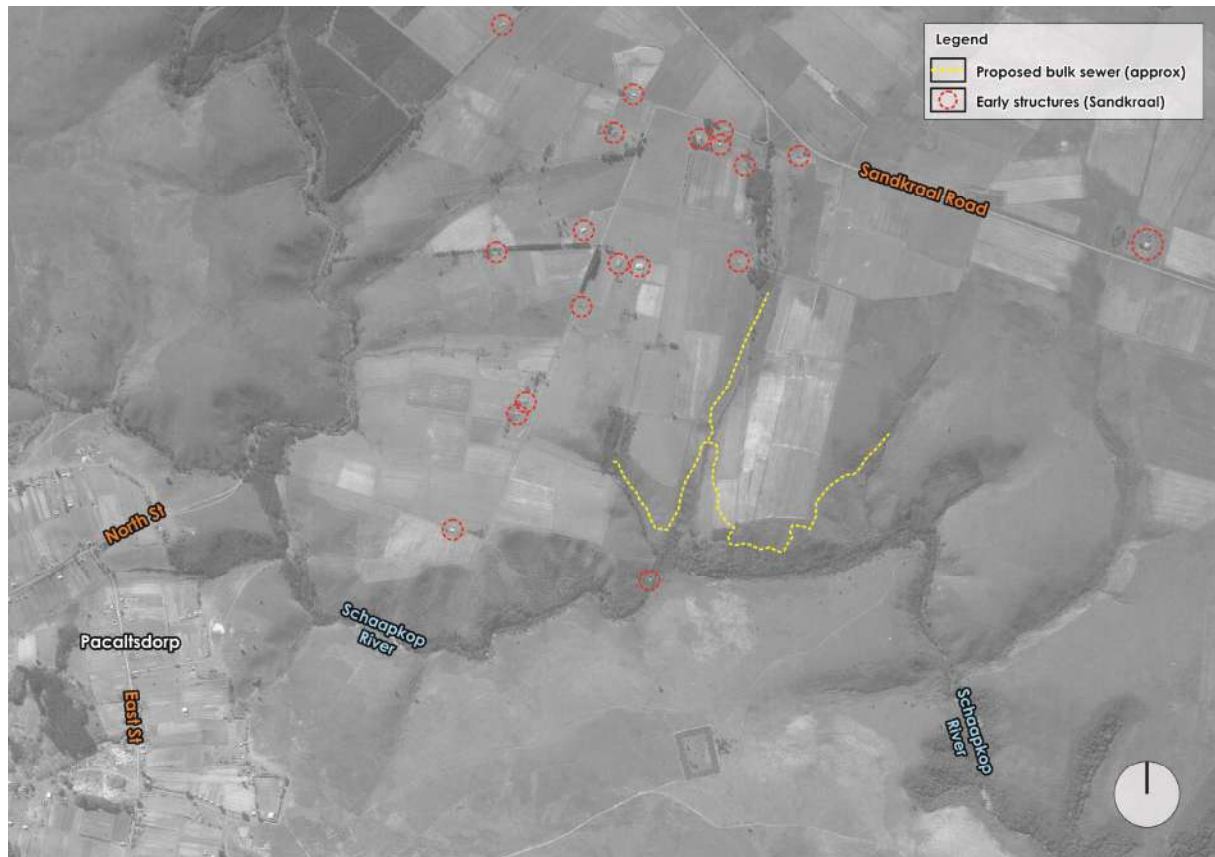 Legend
Proposed bulk sewer (approx)
Early structures (Sandkraal)
Sandkraal Road
North St
Pacaltsdorp
East St
Schaapkop
River
Schaapkop
River